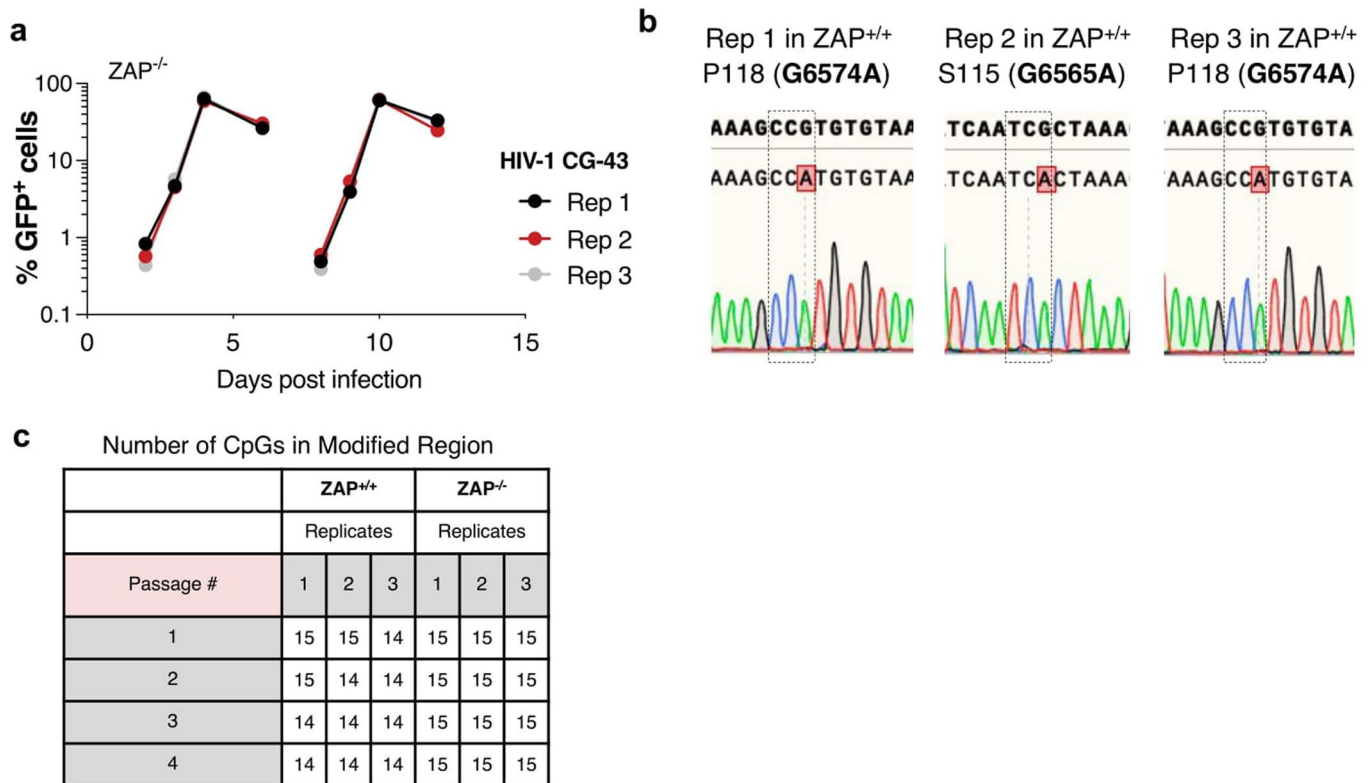 a
ZAP-/-
100
10
1
0.1
% GFP+ cells
0 5 10 15
Days post infection
HIV-1 CG-43
Rep 1
Rep 2
Rep 3
b
Rep 1 in ZAP+/+
P118 (G6574A)
AAAGCCGTGTGTAA
AAAGCCATGTGTAA
Rep 2 in ZAP+/+
S115 (G6565A)
TCAATCGCTAAA
TCAATCACTAAA
Rep 3 in ZAP+/+
P118 (G6574A)
AAAGCCGTGTGTA
AAAGCCATGTGTA
c
Number of CpGs in Modified Region
ZAP+/+ ZAP-/-
Replicates Replicates
Passage # 1 2 3 1 2 3
1 15 15 14 15 15 15
2 15 14 14 15 15 15
3 14 14 14 15 15 15
4 14 14 14 15 15 15